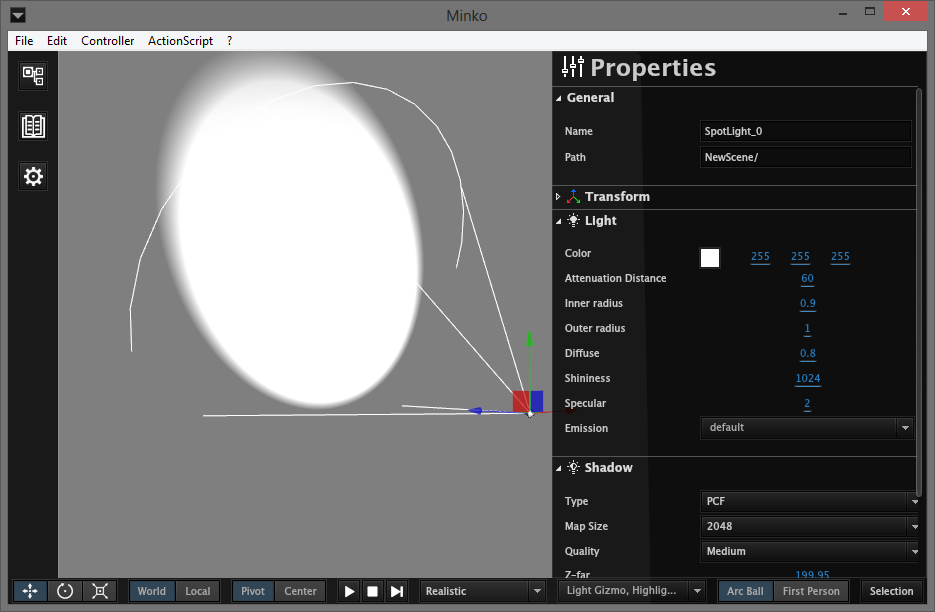 Minko
File Edit Controller ActionScript ?
Properties
General
Name SpotLight_0
Path NewScene/
Transform
Light
Color 255 255 255
Attenuation Distance 60
Inner radius 0.9
Outer radius 1
Diffuse 0.8
Shininess 1024
Specular 2
Emission default
Shadow
Type PCF
Map Size 2048
Quality Medium
Z-far 199.95
World Local Pivot Center Realistic Light Gizmo, Highlig... Arc Ball First Person Selection